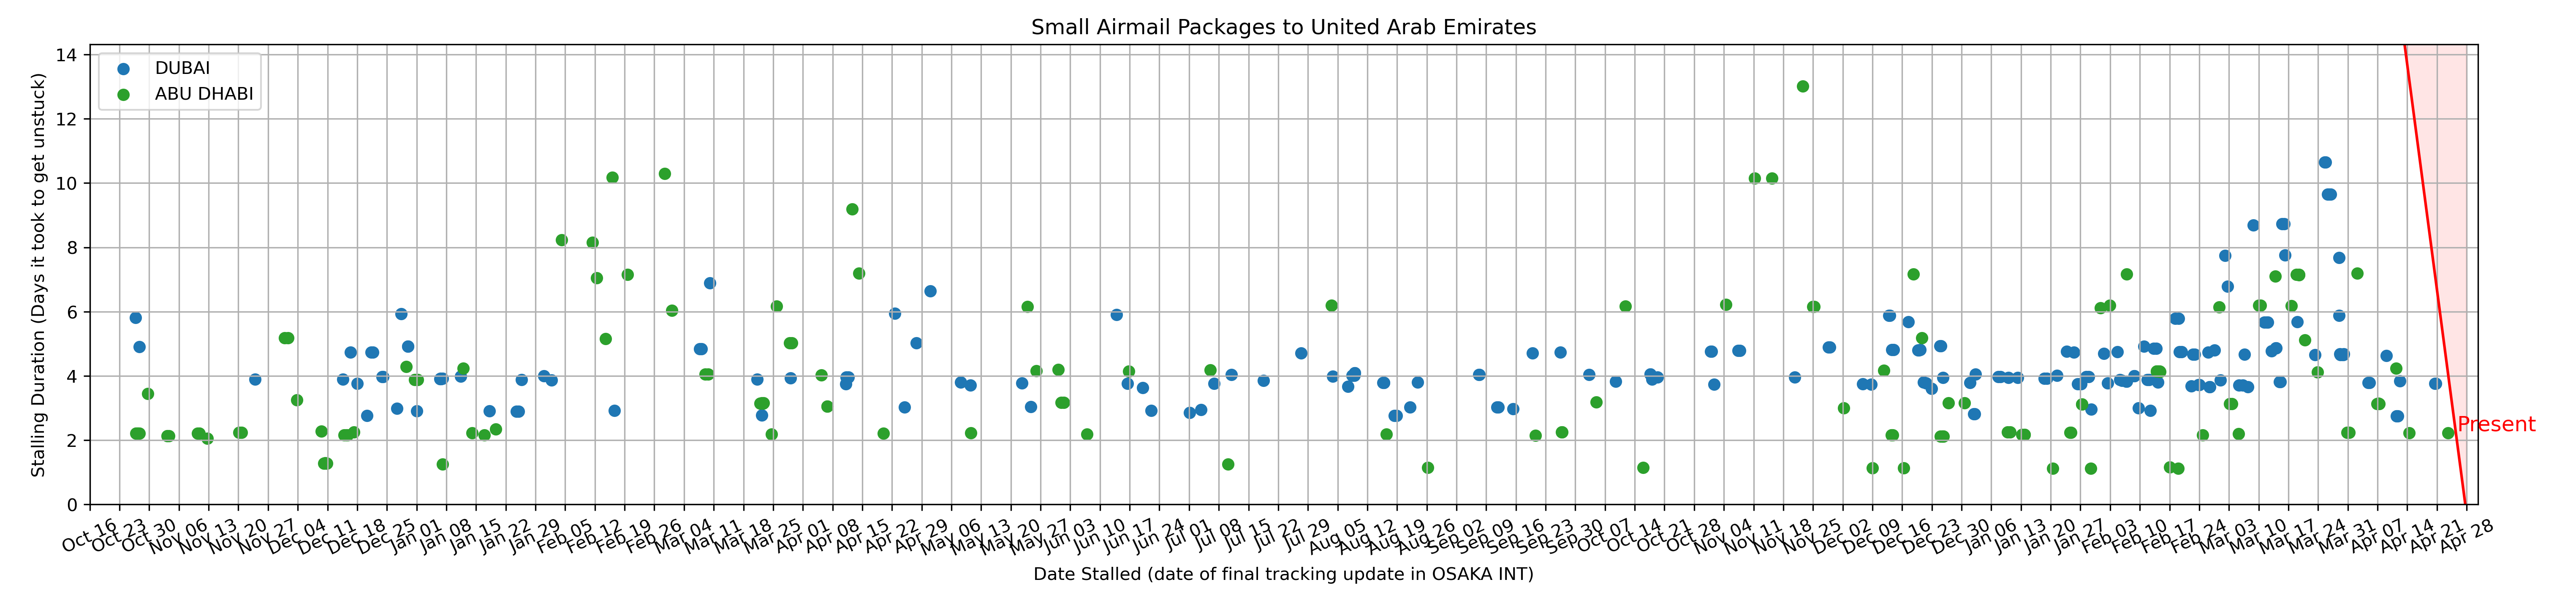 Small Airmail Packages to United Arab Emirates
DUBAI
ABU DHABI
Stalling Duration (Days it took to get unstuck)
14
12
10
8
6
4
2
0
Present
Oct 16 Oct 23 Oct 30 Nov 06 Nov 13 Nov 20 Nov 27 Dec 04 Dec 11 Dec 18 Dec 25 Jan 01 Jan 08 Jan 15 Jan 22 Jan 29 Feb 05 Feb 12 Feb 19 Feb 26 Mar 04 Mar 11 Mar 18 Mar 25 Apr 01 Apr 08 Apr 15 Apr 22 Apr 29 May 06 May 13 May 20 May 27 Jun 03 Jun 10 Jun 17 Jun 24 Jul 01 Jul 08 Jul 15 Jul 22 Jul 29 Aug 05 Aug 12 Aug 19 Aug 26 Sep 02 Sep 09 Sep 16 Sep 23 Sep 30 Oct 07 Oct 14 Oct 21 Oct 28 Nov 04 Nov 11 Nov 18 Nov 25 Dec 02 Dec 09 Dec 16 Dec 23 Dec 30 Jan 06 Jan 13 Jan 20 Jan 27 Feb 03 Feb 10 Feb 17 Feb 24 Mar 03 Mar 10 Mar 17 Mar 24 Mar 31 Apr 07 Apr 14 Apr 21 Apr 28
Date Stalled (date of final tracking update in OSAKA INT)